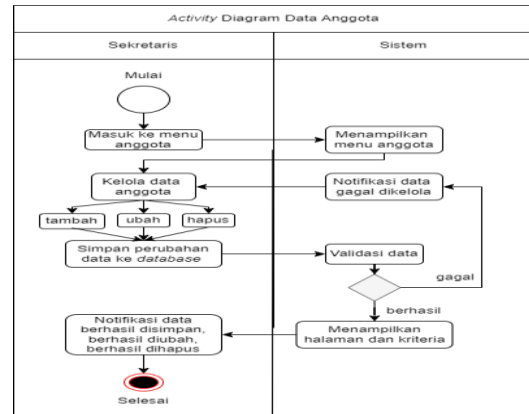 Activity Diagram Data Anggota
Sekretaris
Sistem
Mulai
Masuk ke menu
anggota
Menampilkan
menu anggota
Kelola data
anggota
Notifikasi data
gagal dikelola
tambah
ubah
hapus
Simpan perubahan
data ke database
Validasi data
gagal
berhasil
Notifikasi data
berhasil disimpan,
berhasil diubah,
berhasil dihapus
Menampilkan
halaman dan kriteria
Selesai